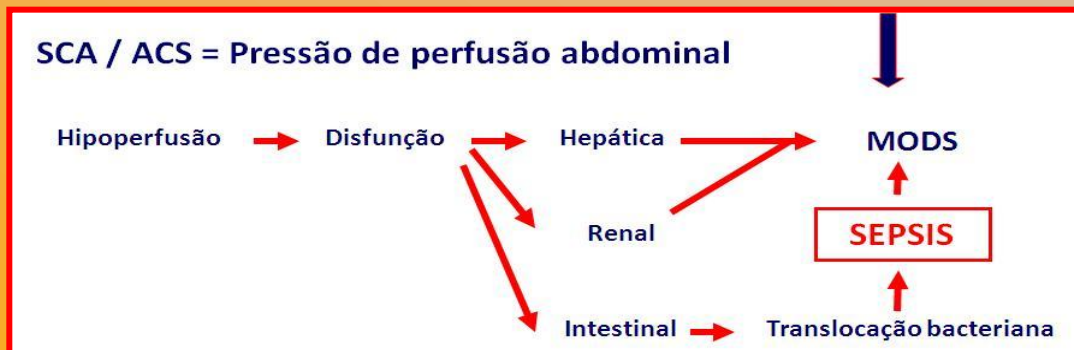 SCA / ACS = Pressão de perfusão abdominal
Hipoperfusão Disfunção Hepática MODS
Renal SEPSIS
Intestinal Translocação bacteriana